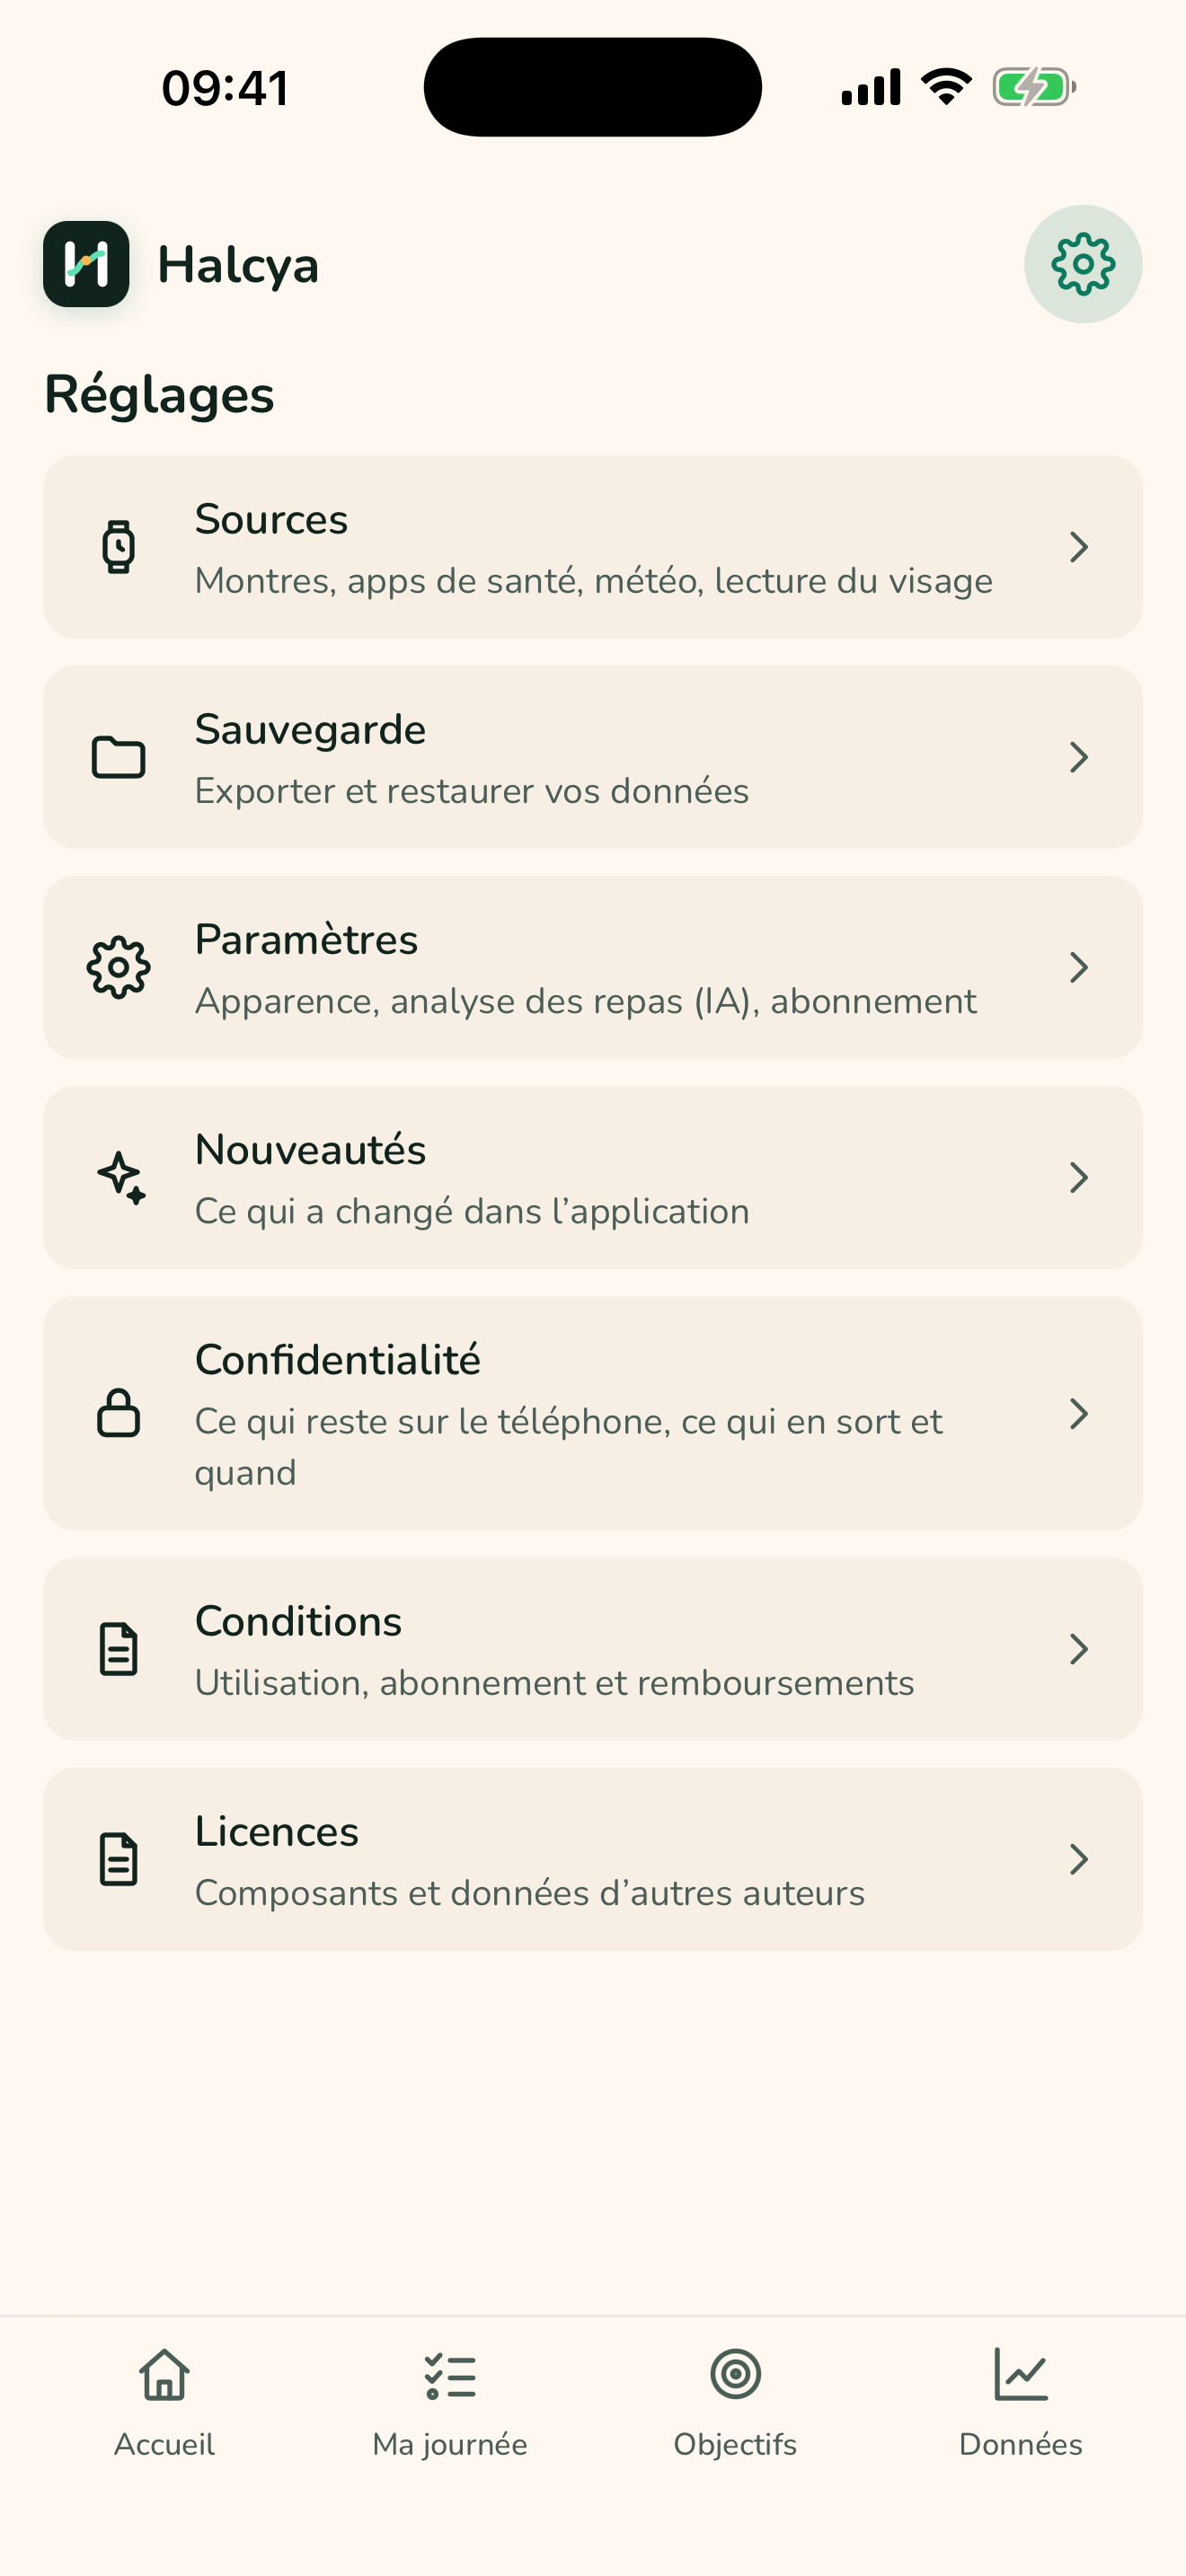 09:41
Halcya
Réglages
Sources
Montres, apps de santé, météo, lecture du visage
Sauvegarde
Exporter et restaurer vos données
Paramètres
Apparence, analyse des repas (IA), abonnement
Nouveautés
Ce qui a changé dans l’application
Confidentialité
Ce qui reste sur le téléphone, ce qui en sort et
quand
Conditions
Utilisation, abonnement et remboursements
Licences
Composants et données d’autres auteurs
Accueil
Ma journée
Objectifs
Données